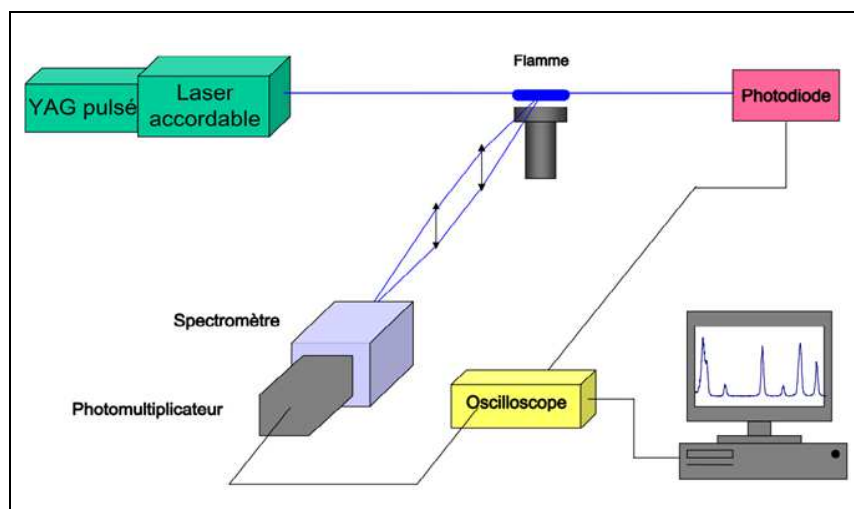 Flamme
YAG pulsé
Laser
accordable
Photodiode
Spectromètre
Photomultiplicateur
Oscilloscope